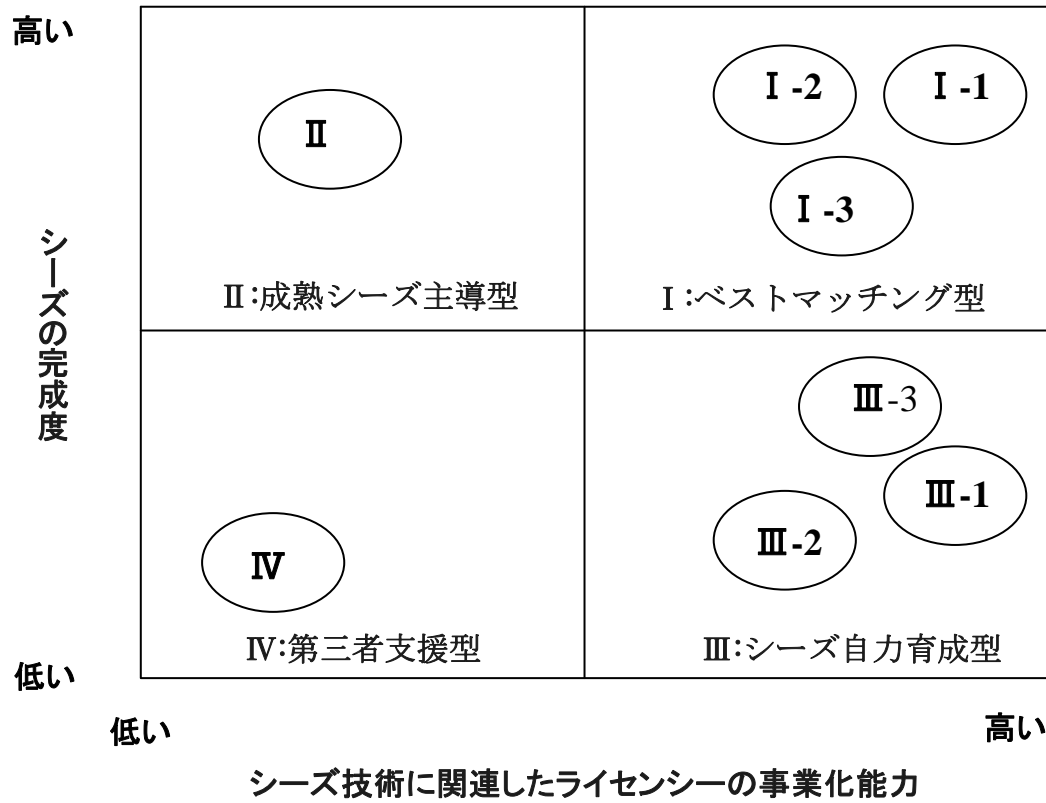 高い
Ⅰ-2
Ⅰ-1
Ⅱ
Ⅰ-3
シーズの完成度
Ⅱ:成熟シーズ主導型
Ⅰ:ベストマッチング型
Ⅲ-3
Ⅲ-1
Ⅲ-2
Ⅳ
Ⅳ:第三者支援型
Ⅲ:シーズ自力育成型
低い
低い
高い
シーズ技術に関連したライセンシーの事業化能力